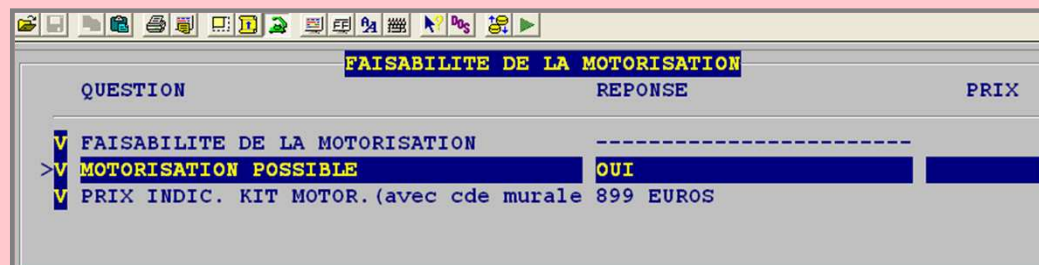 FAISABILITE DE LA MOTORISATION
QUESTION REPONSE PRIX
V FAISABILITE DE LA MOTORISATION ------------------------
>V MOTORISATION POSSIBLE OUI
V PRIX INDIC. KIT MOTOR.(avec cde murale 899 EUROS